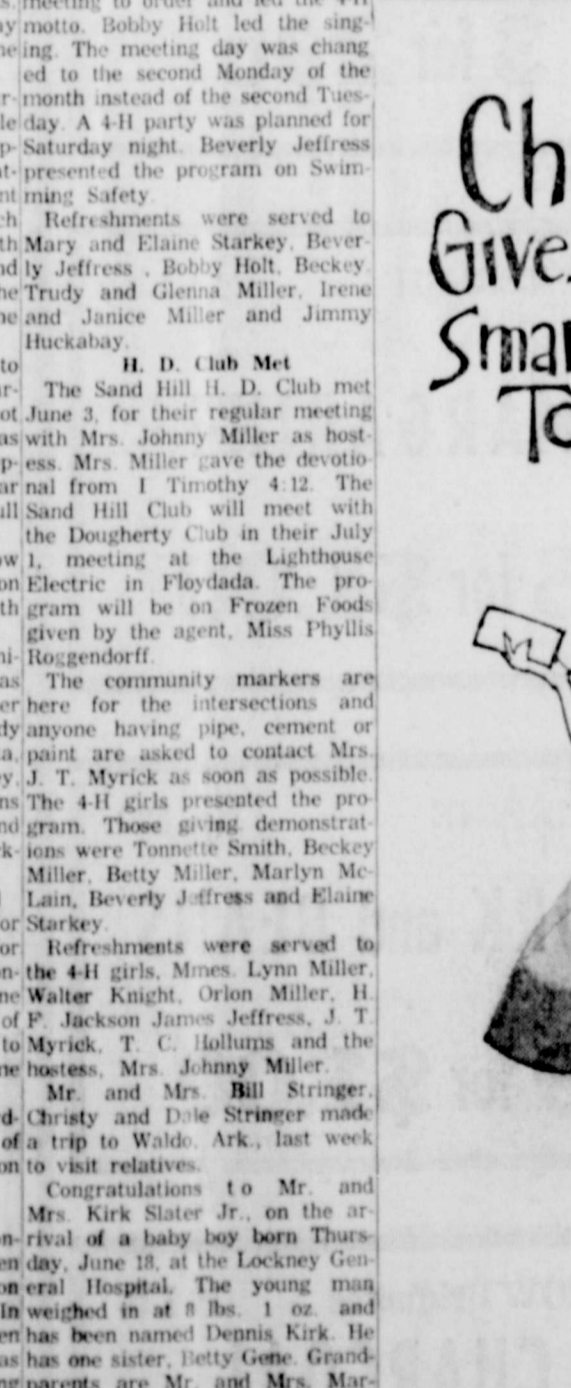 meeting to order and led the 4-H
motto. Bobby Holt led the sing-
ing. The meeting day was chang
ed to the second Monday of the
month instead of the second Tues-
day. A 4-H party was planned for
Saturday night. Beverly Jeffress
presented the program on Swim-
ming Safety.
Refreshments were served to
Mary and Elaine Starkey, Bever-
ly Jeffress , Bobby Holt, Beckey,
Trudy and Glenna Miller, Irene
and Janice Miller and Jimmy
Huckabay.
H. D. Club Met
The Sand Hill H. D. Club met
June 3, for their regular meeting
with Mrs. Johnny Miller as host-
ess. Mrs. Miller gave the devotio-
nal from I Timothy 4:12. The
Sand Hill Club will meet with
the Dougherty Club in their July
1, meeting at the Lighthouse
Electric in Floydada. The pro-
gram will be on Frozen Foods
given by the agent, Miss Phyllis
Roggendorff.
The community markers are
here for the intersections and
anyone having pipe, cement or
paint are asked to contact Mrs.
J. T. Myrick as soon as possible.
The 4-H girls presented the pro-
gram. Those giving demonstrat-
ions were Tonnette Smith, Beckey
Miller, Betty Miller, Marlyn Mc-
Lain, Beverly Jeffress and Elaine
Starkey.
Refreshments were served to
the 4-H girls, Mmes. Lynn Miller,
Walter Knight, Orlon Miller, H.
F. Jackson James Jeffress, J. T.
Myrick, T. C. Hollums and the
hostess, Mrs. Johnny Miller.
Mr. and Mrs. Bill Stringer,
Christy and Dale Stringer made
a trip to Waldo, Ark., last week
to visit relatives.
Congratulations to Mr. and
Mrs. Kirk Slater Jr., on the ar-
rival of a baby boy born Thurs-
day, June 18, at the Lockney Gen-
eral Hospital. The young man
weighed in at 8 lbs. 1 oz. and
has been named Dennis Kirk. He
has one sister, Betty Gene. Grand-
parents are Mr. and Mrs. Mar-
Ch
Give
Smar
To